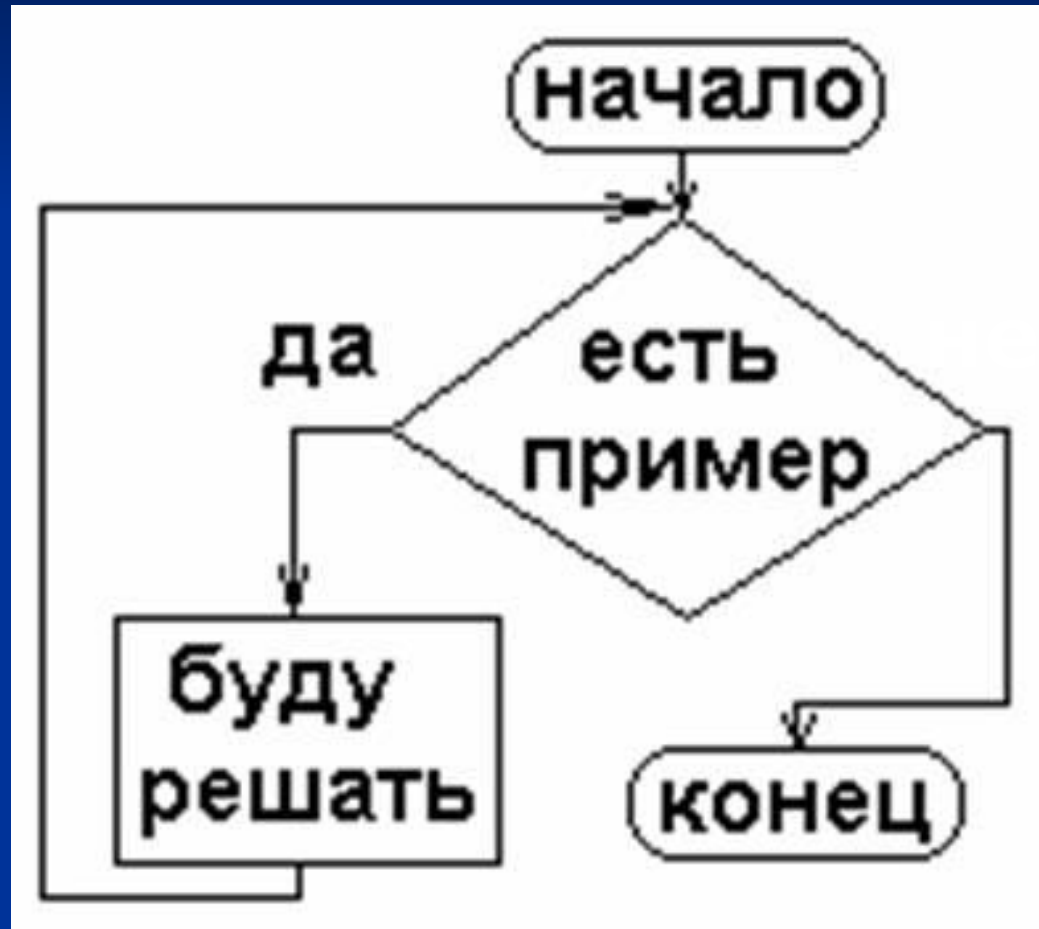 начало
да
есть
пример
буду
решать
конец